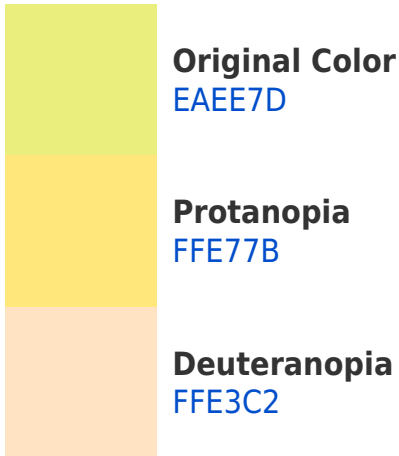 Original Color
EAEE7D
Protanopia
FFE77B
Deuteranopia
FFE3C2